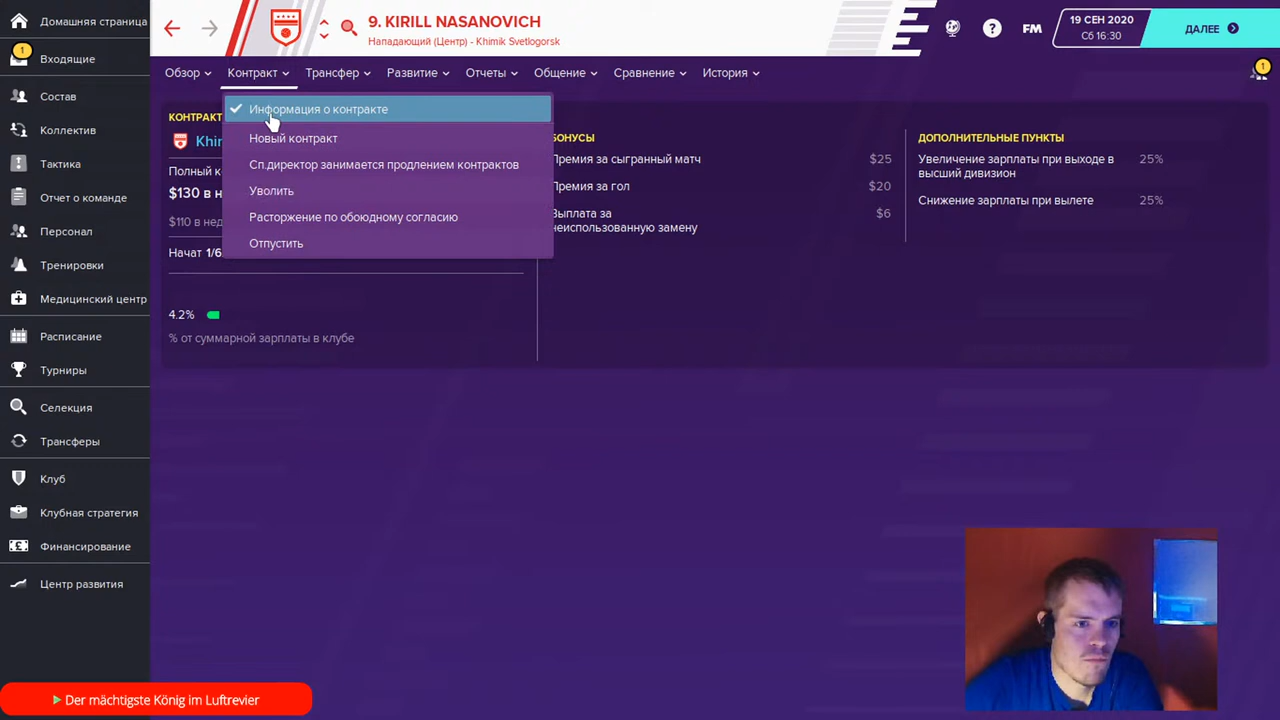 Домашняя страница
1
Входящие
Состав
Коллектив
Тактика
Отчет о команде
Персонал
Тренировки
Медицинский центр
Расписание
Турниры
Селекция
Трансферы
Клуб
Клубная стратегия
Финансирование
Центр развития
9. KIRILL NASANOVICH
Нападающий (Центр) - Khimik Svetlogorsk
?
FM
19 СЕН 2020
Сб 16:30
ДАЛЕЕ
Обзор
Контракт
Трансфер
Развитие
Отчеты
Общение
Сравнение
История
1
Информация о контракте
Новый контракт
Сп.директор занимается продлением контрактов
Уволить
Расторжение по обоюдному согласию
Отпустить
КОНТРАКТ
Khi
Полный к
$130 в н
$110 в нед
Начат 1/6
4.2%
% от суммарной зарплаты в клубе
БОНУСЫ
Премия за сыгранный матч $25
Премия за гол $20
Выплата за
неиспользованную замену
$6
ДОПОЛНИТЕЛЬНЫЕ ПУНКТЫ
Увеличение зарплаты при выходе в
высший дивизион
25%
Снижение зарплаты при вылете 25%
Der mächtigste König im Luftrevier